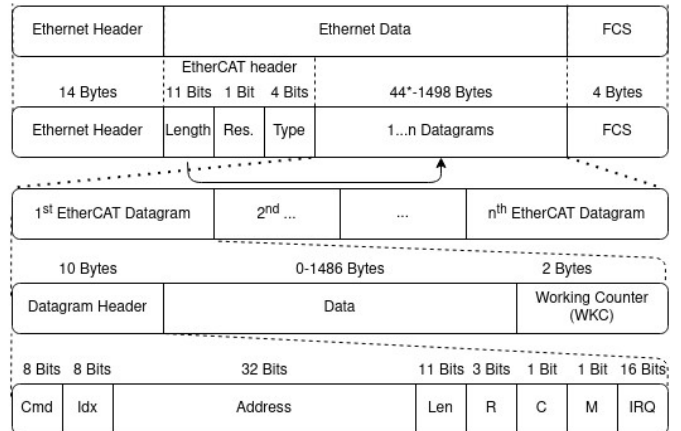 Ethernet Header Ethernet Data FCS
EtherCAT header
14 Bytes 11 Bits 1 Bit 4 Bits 44*-1498 Bytes 4 Bytes
Ethernet Header Length Res. Type 1...n Datagrams FCS
1st EtherCAT Datagram 2nd ... ... nth EtherCAT Datagram
10 Bytes 0-1486 Bytes 2 Bytes
Datagram Header Data Working Counter
(WKC)
8 Bits 8 Bits 32 Bits 11 Bits 3 Bits 1 Bit 1 Bit 16 Bits
Cmd Idx Address Len R C M IRQ